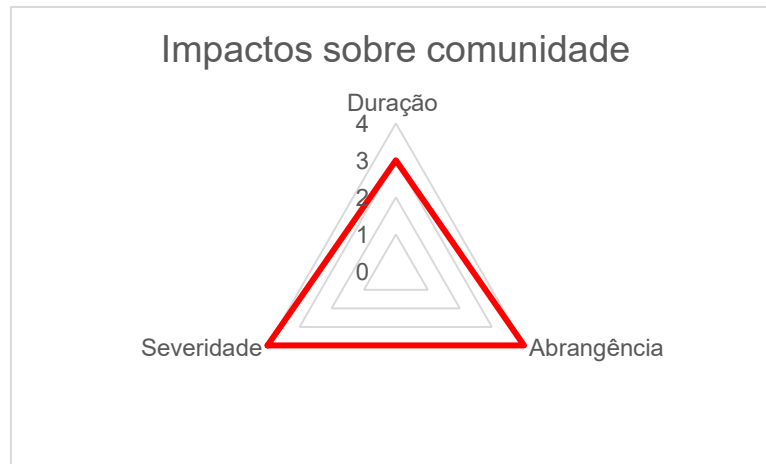 Impactos sobre comunidade
Duração
4
3
2
1
0
Severidade
Abrangência